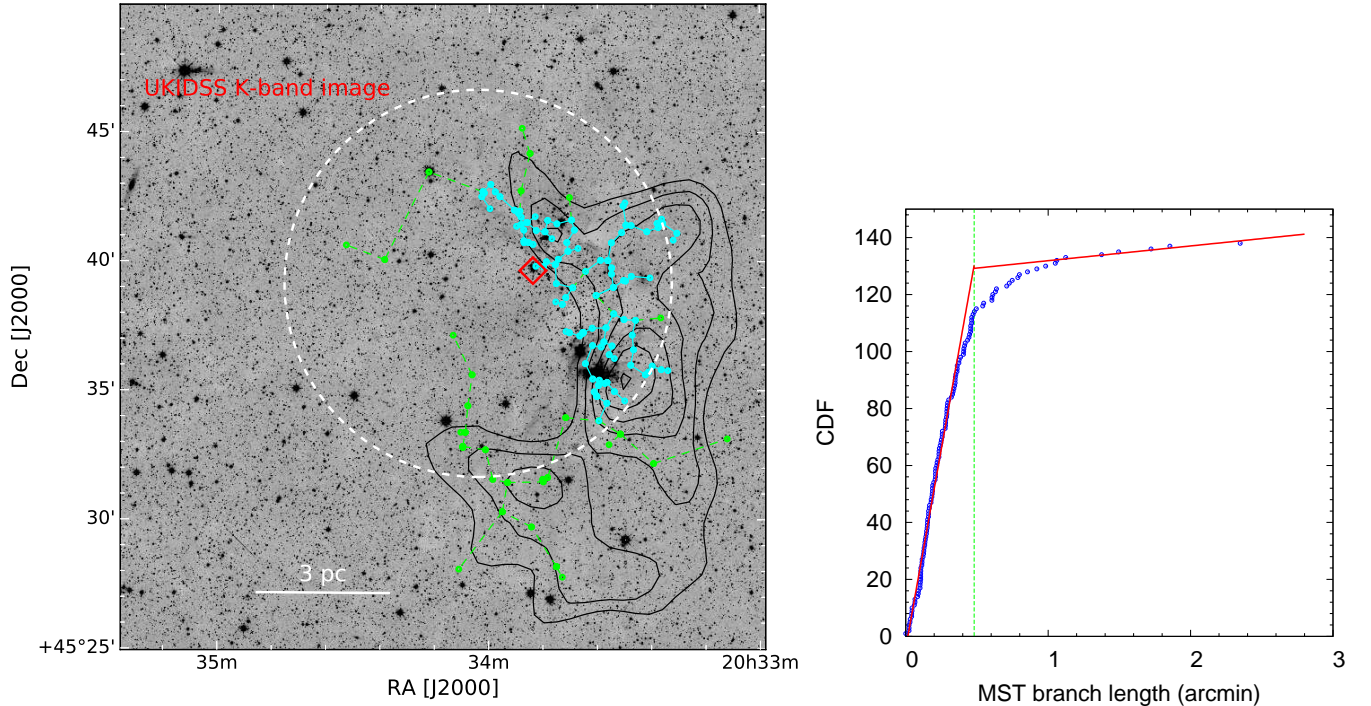 UKIDSS K-band image
45'
40'
35'
30'
+45°25'
Dec [J2000]
3 pc
35m
34m
20h33m
RA [J2000]
140
120
100
80
60
40
20
0
CDF
0
1
2
3
MST branch length (arcmin)